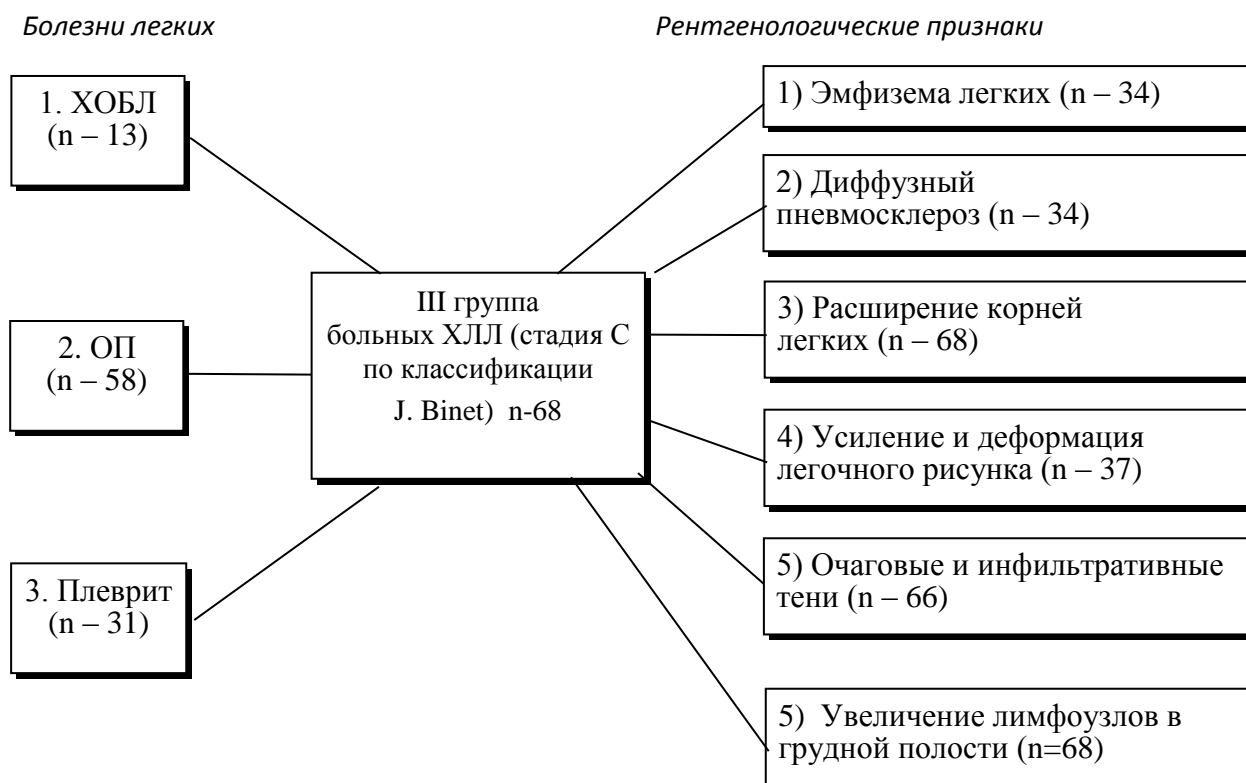 Болезни легких
Рентгенологические признаки
1. ХОБЛ
(n – 13)
2. ОП
(n – 58)
3. Плеврит
(n – 31)
III группа
больных ХЛЛ (стадия С
по классификации
J. Binet) n-68
1) Эмфизема легких (n – 34)
2) Диффузный
пневмосклероз (n – 34)
3) Расширение корней
легких (n – 68)
4) Усиление и деформация
легочного рисунка (n – 37)
5) Очаговые и инфильтративные
тени (n – 66)
5) Увеличение лимфоузлов в
грудной полости (n=68)